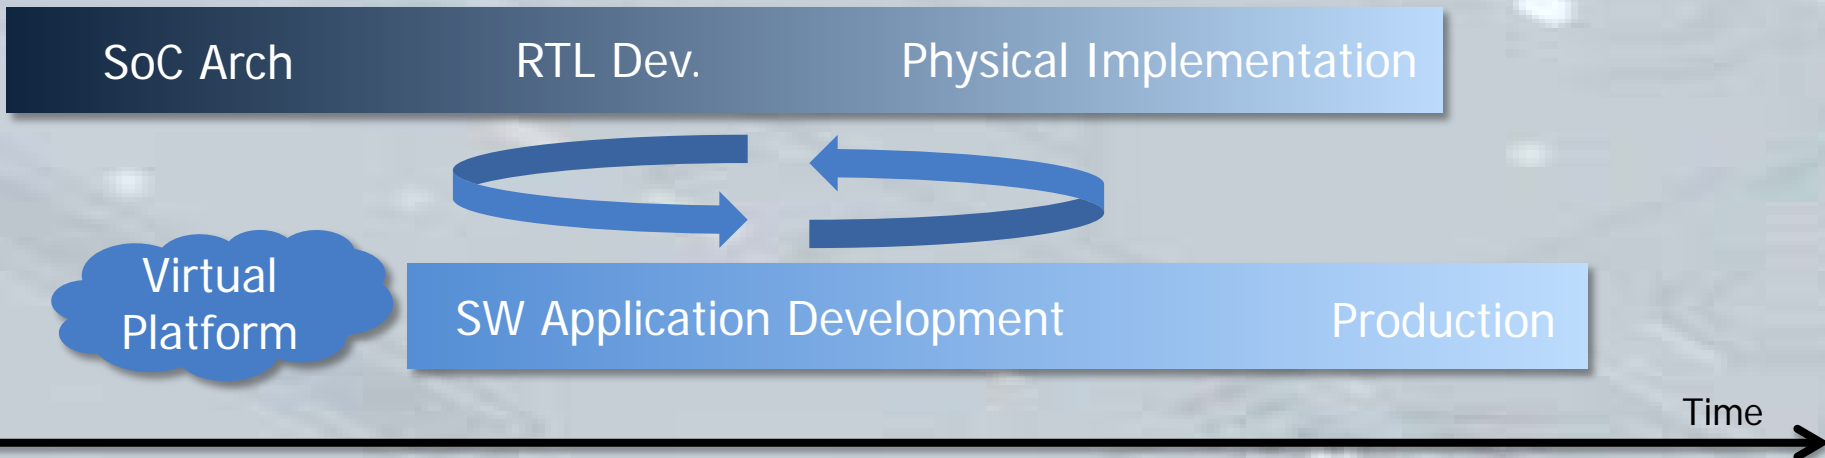 SoC Arch RTL Dev. Physical Implementation
Virtual
Platform
SW Application Development Production
Time